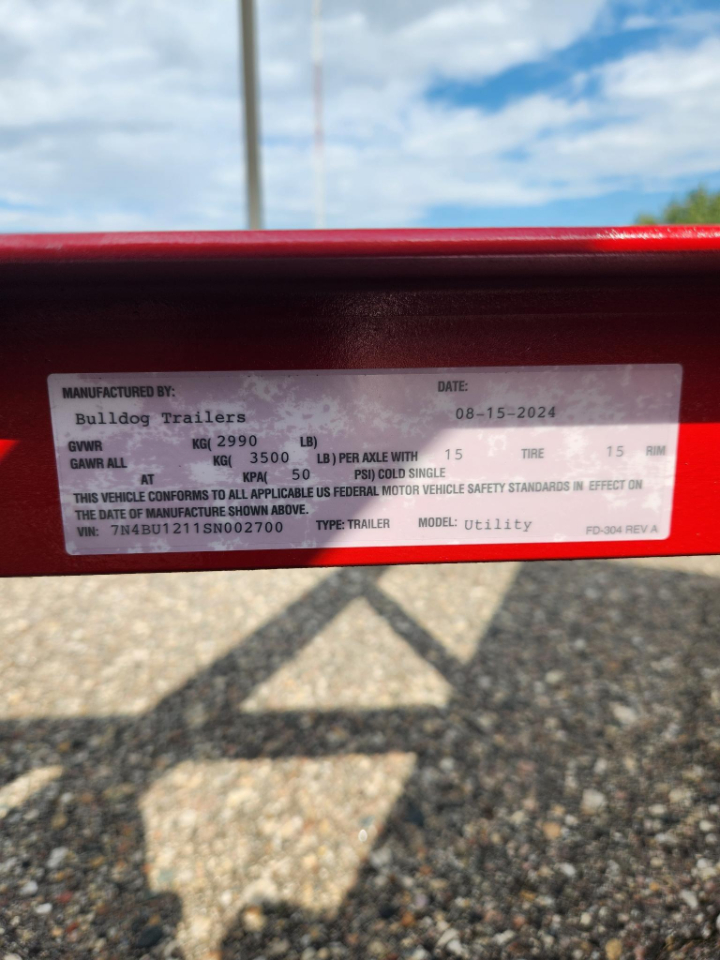 MANUFACTURED BY: DATE:
Bulldog Trailers 08-15-2024
GVWR KG( 2990 LB)
GAWR ALL KG( 3500 LB ) PER AXLE WITH 15 TIRE 15 RIM
AT KPA( 50 PSI) COLD SINGLE
THIS VEHICLE CONFORMS TO ALL APPLICABLE US FEDERAL MOTOR VEHICLE SAFETY STANDARDS IN EFFECT ON
THE DATE OF MANUFACTURE SHOWN ABOVE.
VIN: 7N4BU1211SN002700 TYPE: TRAILER MODEL: Utility FD-304 REV A